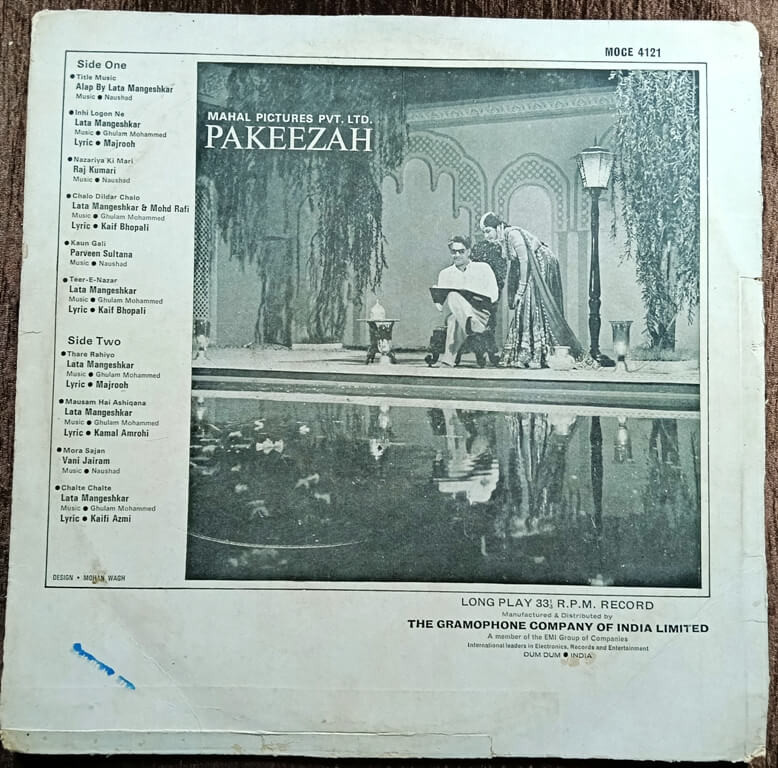 MOCE 4121
Side One
● Title Music
Alap By Lata Mangeshkar
Music ● Naushad
● Inhi Logon Ne
Lata Mangeshkar
Music ● Ghulam Mohammed
Lyric ● Majrooh
● Nazariya Ki Mari
Raj Kumari
Music ● Naushad
● Chalo Dildar Chalo
Lata Mangeshkar & Mohd Rafi
Music ● Ghulam Mohammed
Lyric ● Kaif Bhopali
● Kaun Gali
Parveen Sultana
Music ● Naushad
● Teer-E-Nazar
Lata Mangeshkar
Music ● Ghulam Mohammed
Lyric ● Kaif Bhopali
Side Two
● Thare Rahiyo
Lata Mangeshkar
Music ● Ghulam Mohammed
Lyric ● Majrooh
● Mausam Hai Ashiqana
Lata Mangeshkar
Music ● Ghulam Mohammed
Lyric ● Kamal Amrohi
● Mora Sajan
Vani Jairam
Music ● Naushad
● Chalte Chalte
Lata Mangeshkar
Music ● Ghulam Mohammed
Lyric ● Kaifi Azmi
DESIGN • MOHAN WAGH
MAHAL PICTURES PVT. LTD.
PAKEEZAH
LONG PLAY 33⅓ R.P.M. RECORD
Manufactured & Distributed by
THE GRAMOPHONE COMPANY OF INDIA LIMITED
A member of the EMI Group of Companies
International leaders in Electronics, Records and Entertainment
DUM DUM ● INDIA